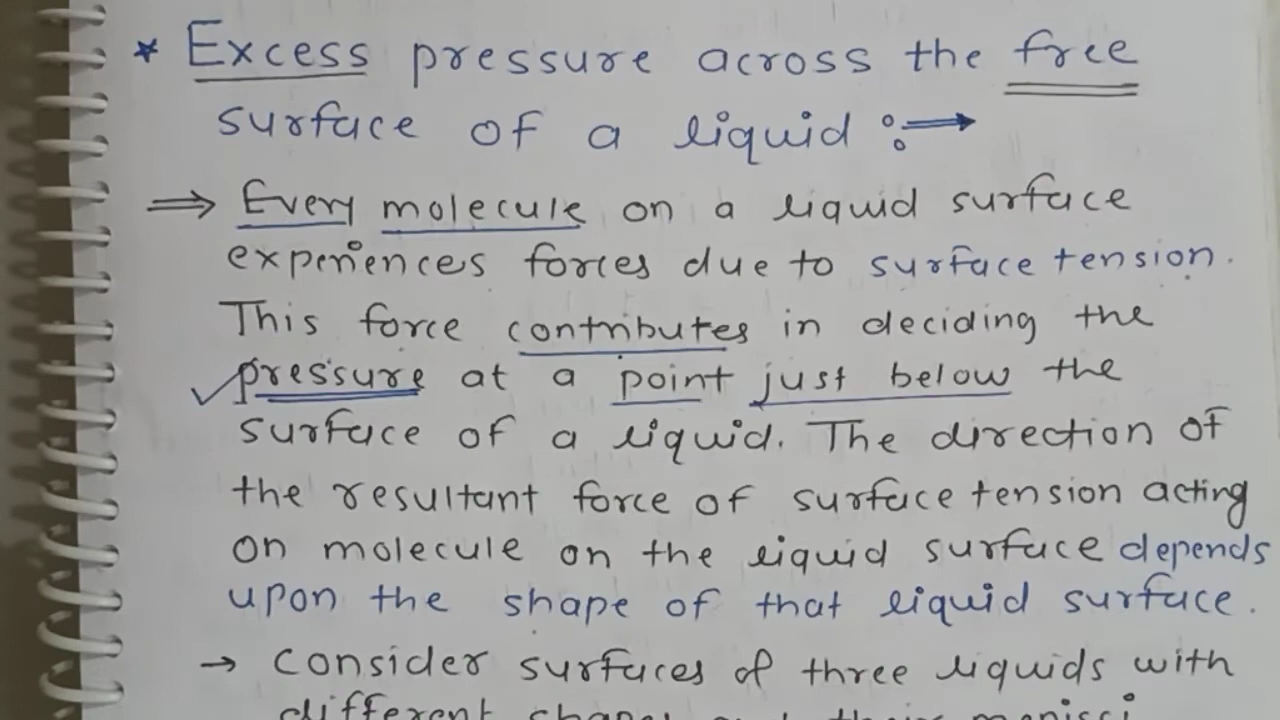 * Excess pressure across the free
surface of a liquid :→
⇒ Every molecule on a liquid surface
experiences forces due to surface tension.
This force contributes in deciding the
✓pressure at a point just below the
surface of a liquid. The direction of
the resultant force of surface tension acting
on molecule on the liquid surface depends
upon the shape of that liquid surface.
→ Consider surfaces of three liquids with
different